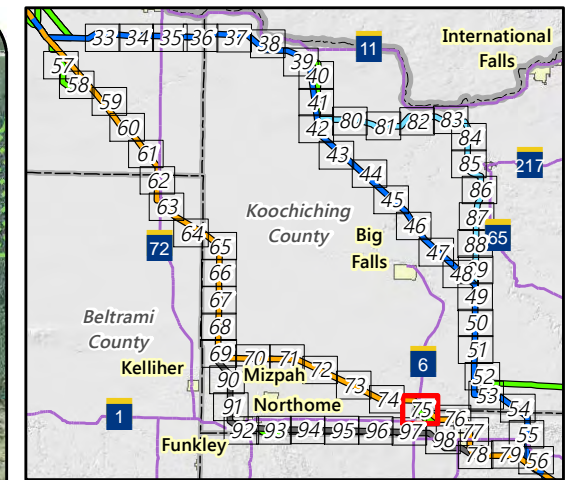 33 34 35 36 37 38 39
11
International
Falls
57
58
40
41
42
59
60
61
80 81 82 83
84
85
217
62
63
64
43
44
45
46
47
48
86
87
88
89
65
Koochiching
County
Big
Falls
72
65
66
67
68
69
49
50
51
52
53
54
55
56
Beltrami
County
Kelliher
70 71 72 73 74 75 76 77 78 79
Mizpah
6
90
91
Northome
1
92 93 94 95 96 97 98
Funkley